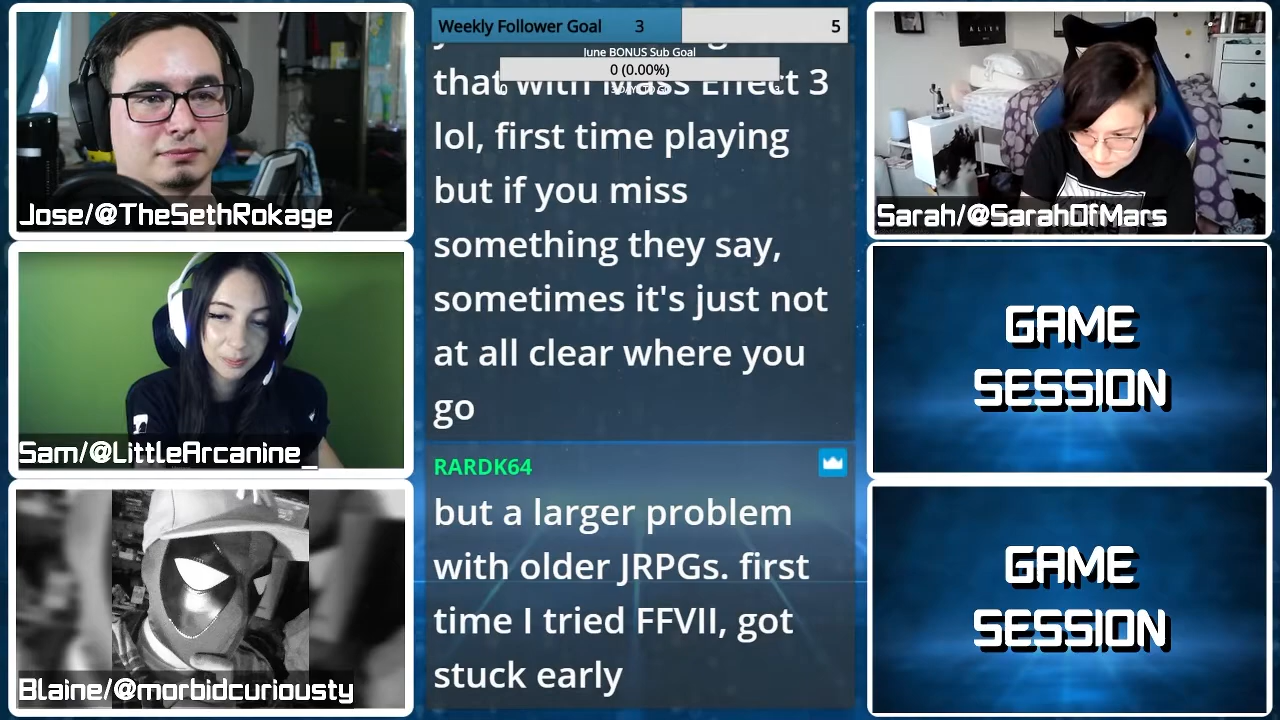 Weekly Follower Goal 3 5
June BONUS Sub Goal
0 (0.00%)
that with Mass Effect 3
lol, first time playing
but if you miss
something they say,
sometimes it's just not
at all clear where you
go
RARDK64
but a larger problem
with older JRPGs. first
time I tried FFVII, got
stuck early
Jose/@TheSethRokage
Sam/@LittleArcanine_
Blaine/@morbidcuriousty
ALIEN
Sarah/@SarahOfMars
GAME
SESSION
GAME
SESSION